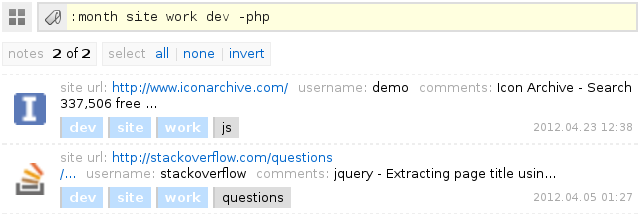 :month site work dev -php
notes 2 of 2 select all none invert
site url: http://www.iconarchive.com/ username: demo comments: Icon Archive - Search
337,506 free ...
dev site work js 2012.04.23 12:38
site url: http://stackoverflow.com/questions
/... username: stackoverflow comments: jquery - Extracting page title usin...
dev site work questions 2012.04.05 01:27